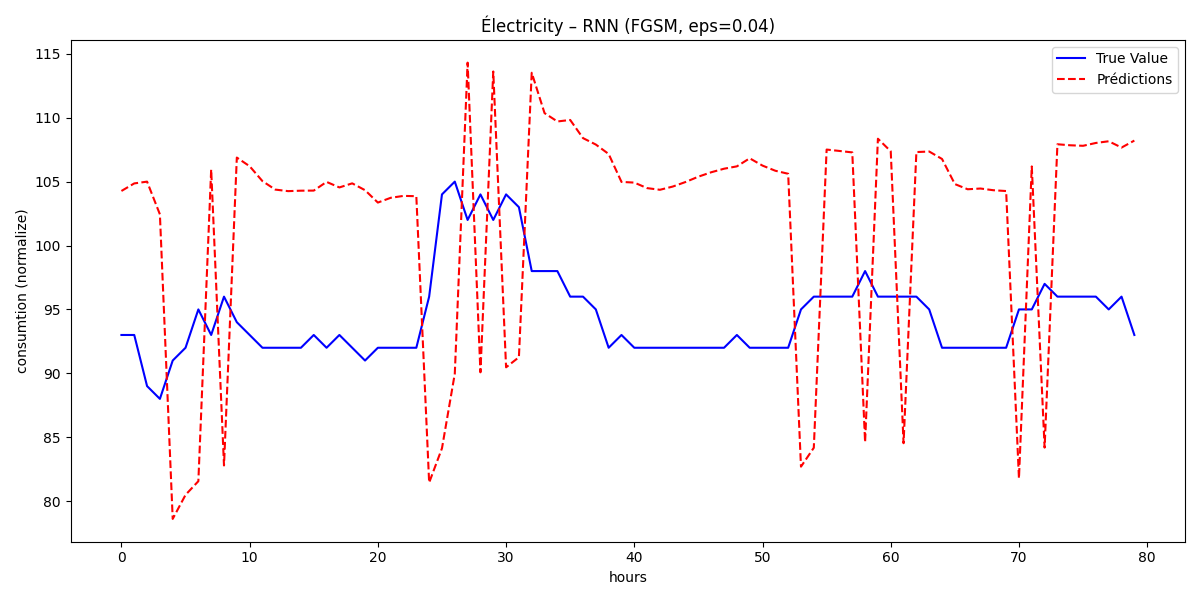 Électricity – RNN (FGSM, eps=0.04)
True Value
Prédictions
consumtion (normalize)
115
110
105
100
95
90
85
80
0 10 20 30 40 50 60 70 80
hours